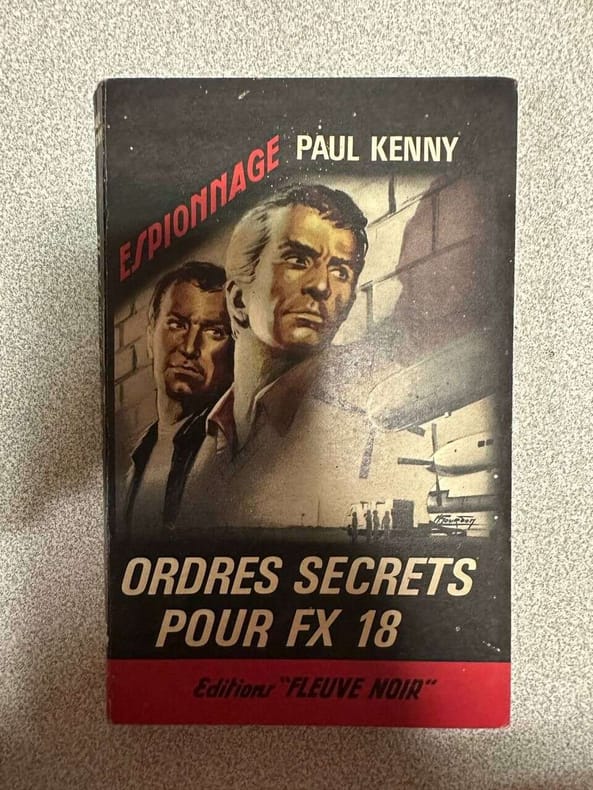 ESPIONNAGE
PAUL KENNY
ORDRES SECRETS
POUR FX 18
Editions "FLEUVE NOIR"